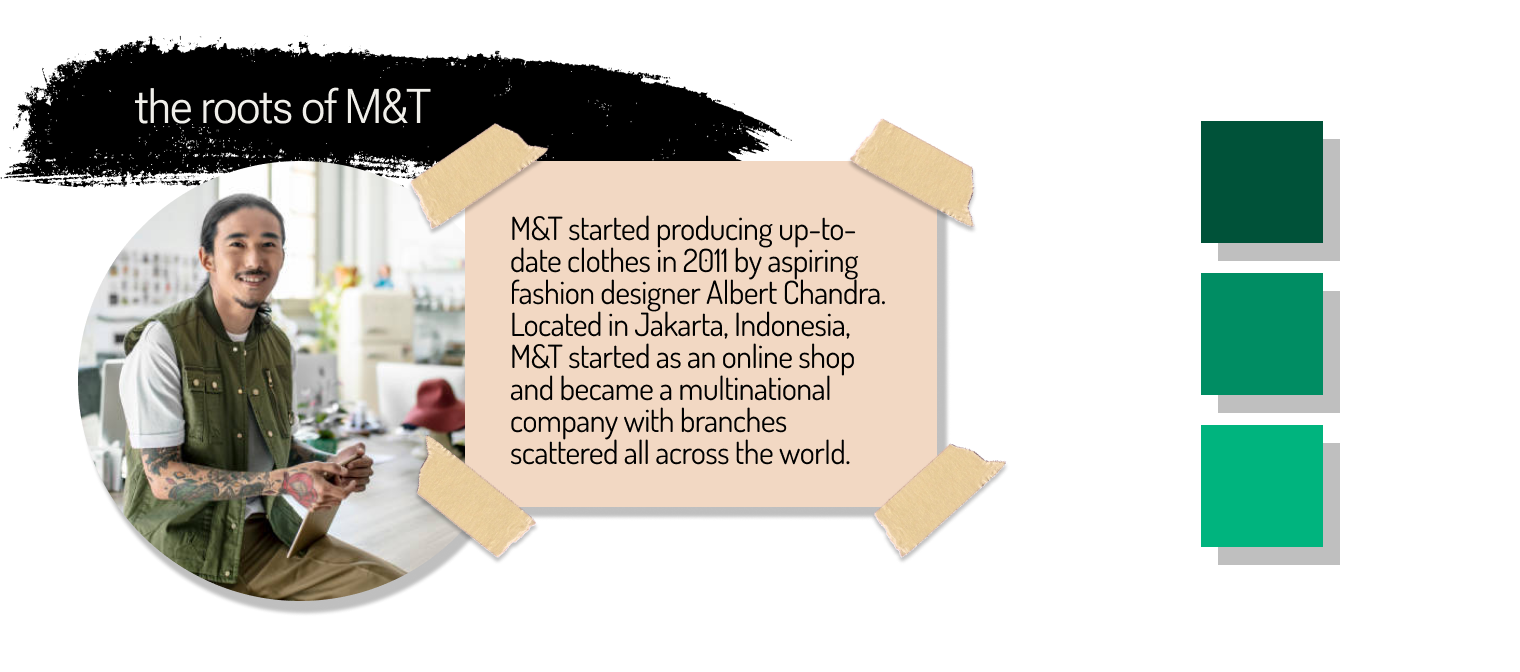 the roots of M&T
M&T started producing up-to-
date clothes in 2011 by aspiring
fashion designer Albert Chandra.
Located in Jakarta, Indonesia,
M&T started as an online shop
and became a multinational
company with branches
scattered all across the world.